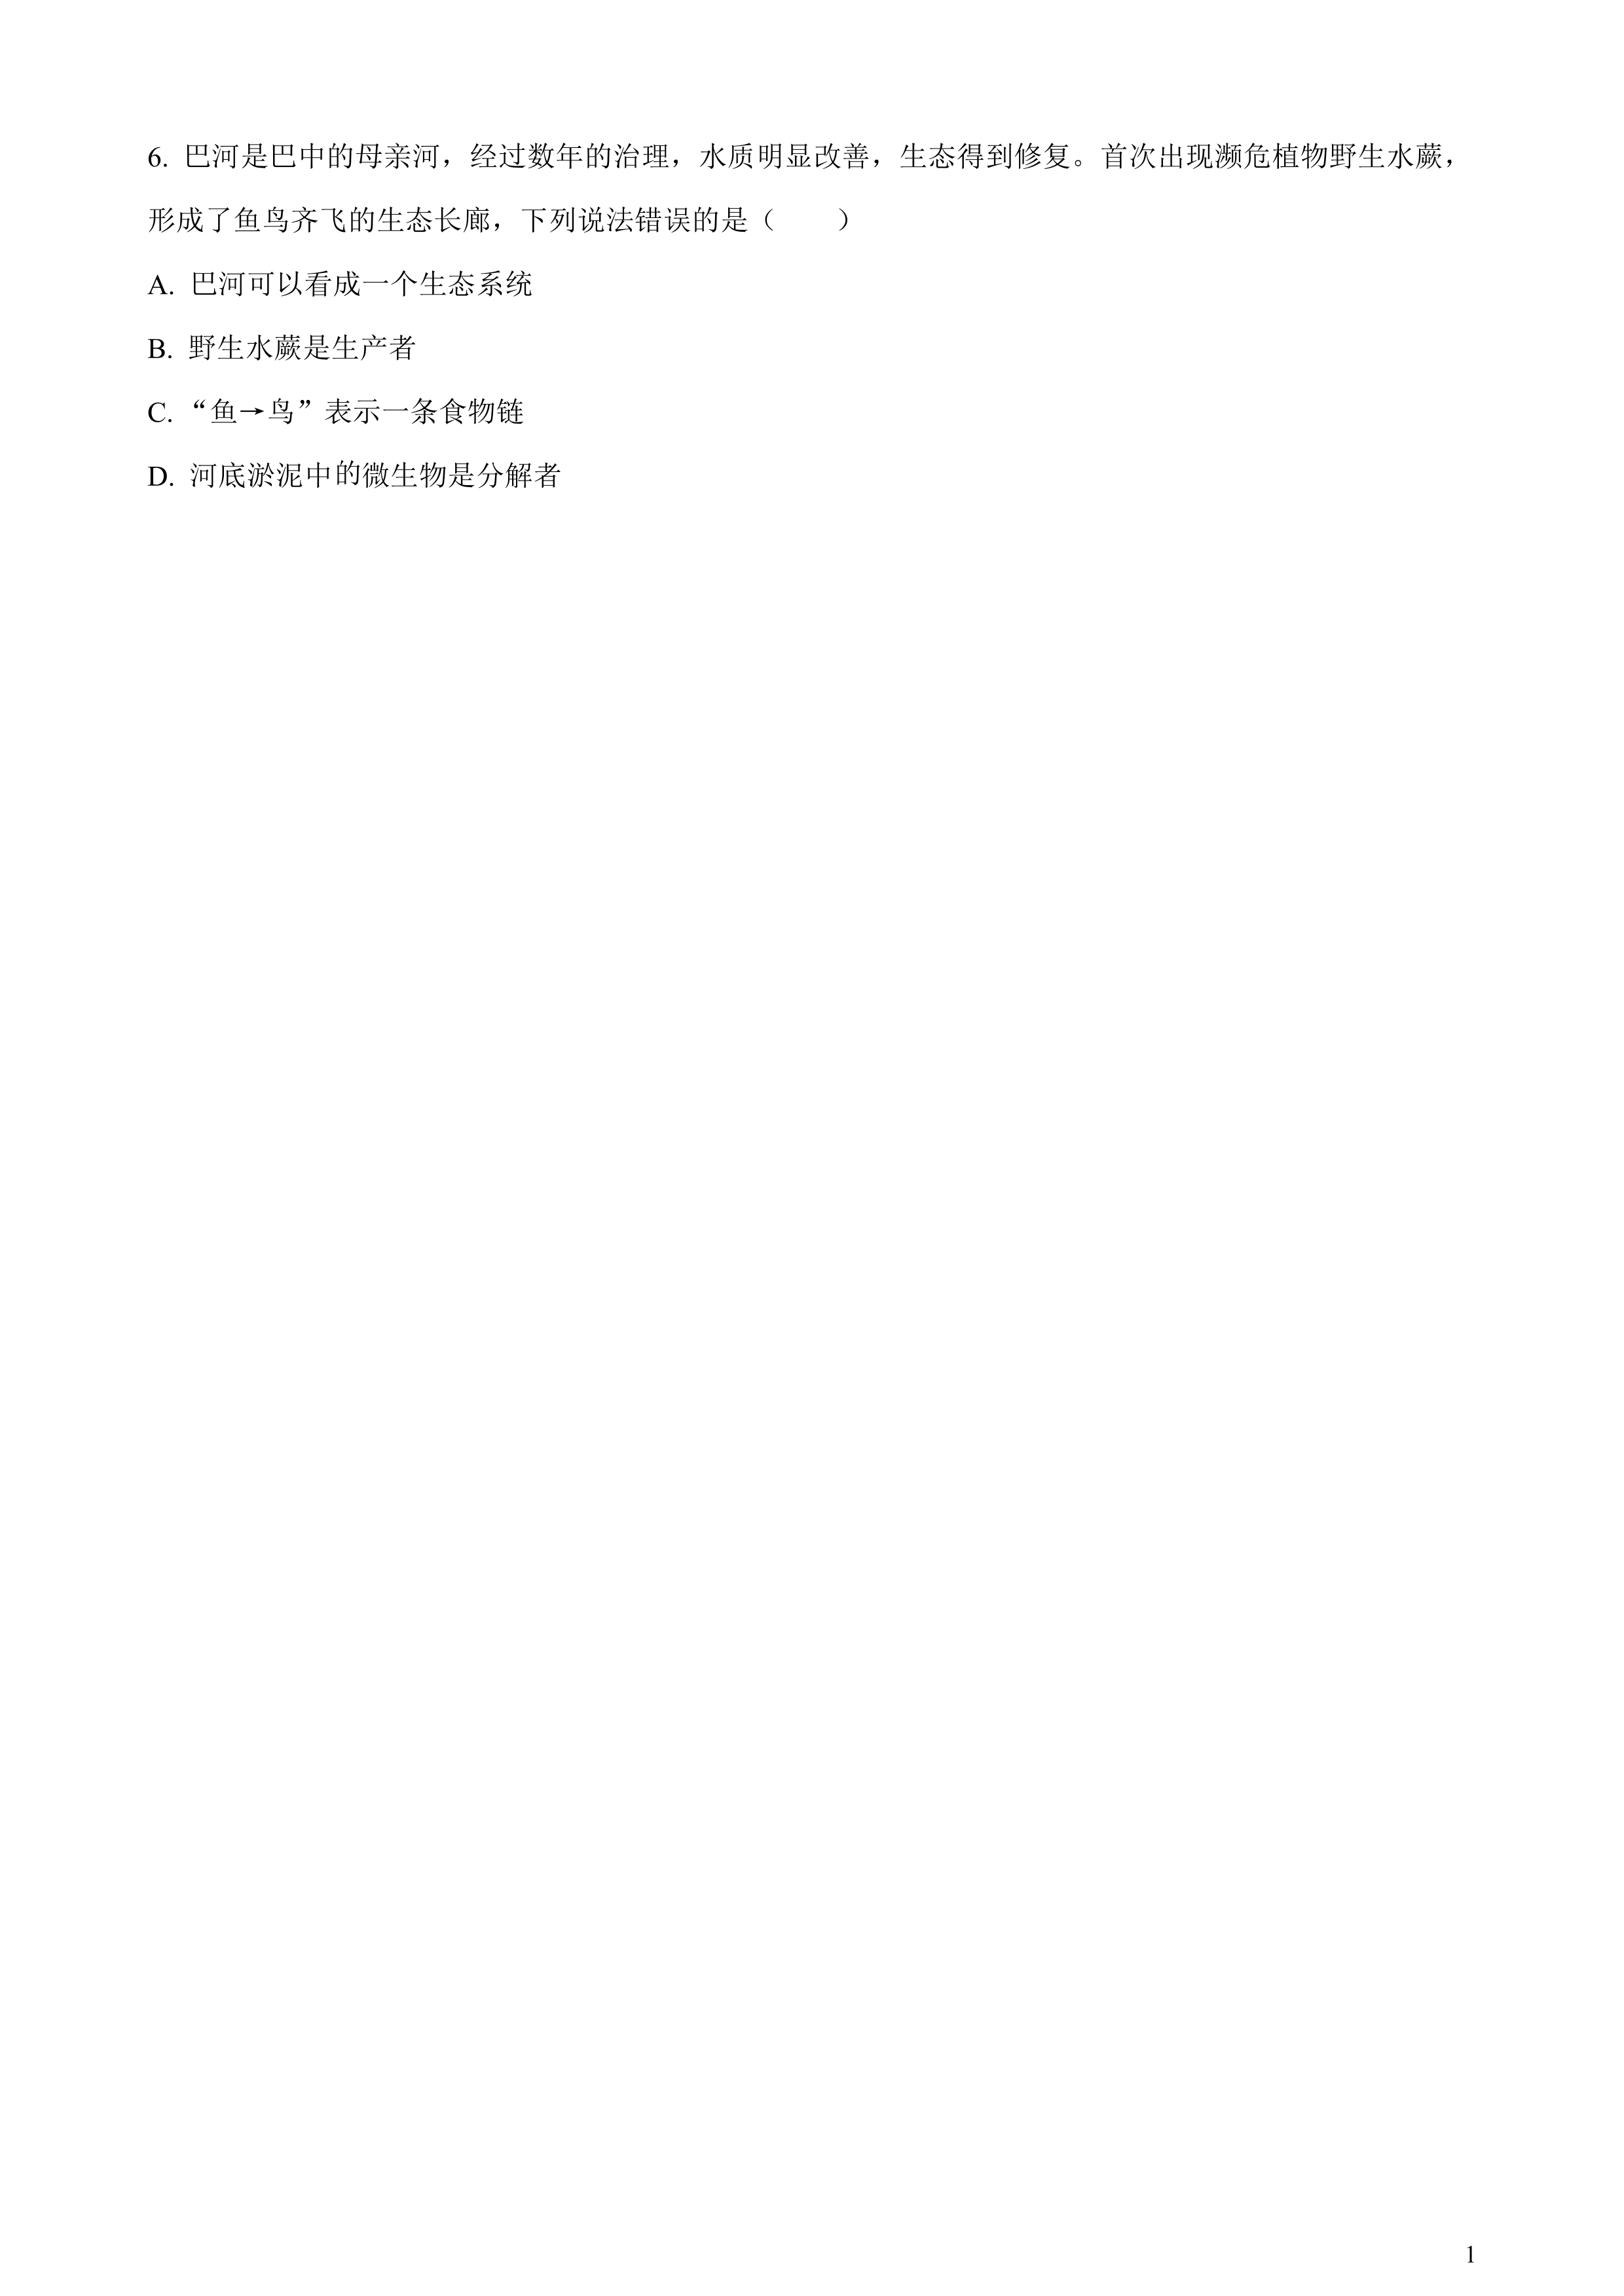 6. 巴河是巴中的母亲河，经过数年的治理，水质明显改善，生态得到修复。首次出现濒危植物野生水蕨，
形成了鱼鸟齐飞的生态长廊，下列说法错误的是（　　）
A. 巴河可以看成一个生态系统
B. 野生水蕨是生产者
C. “鱼→鸟”表示一条食物链
D. 河底淤泥中的微生物是分解者
1